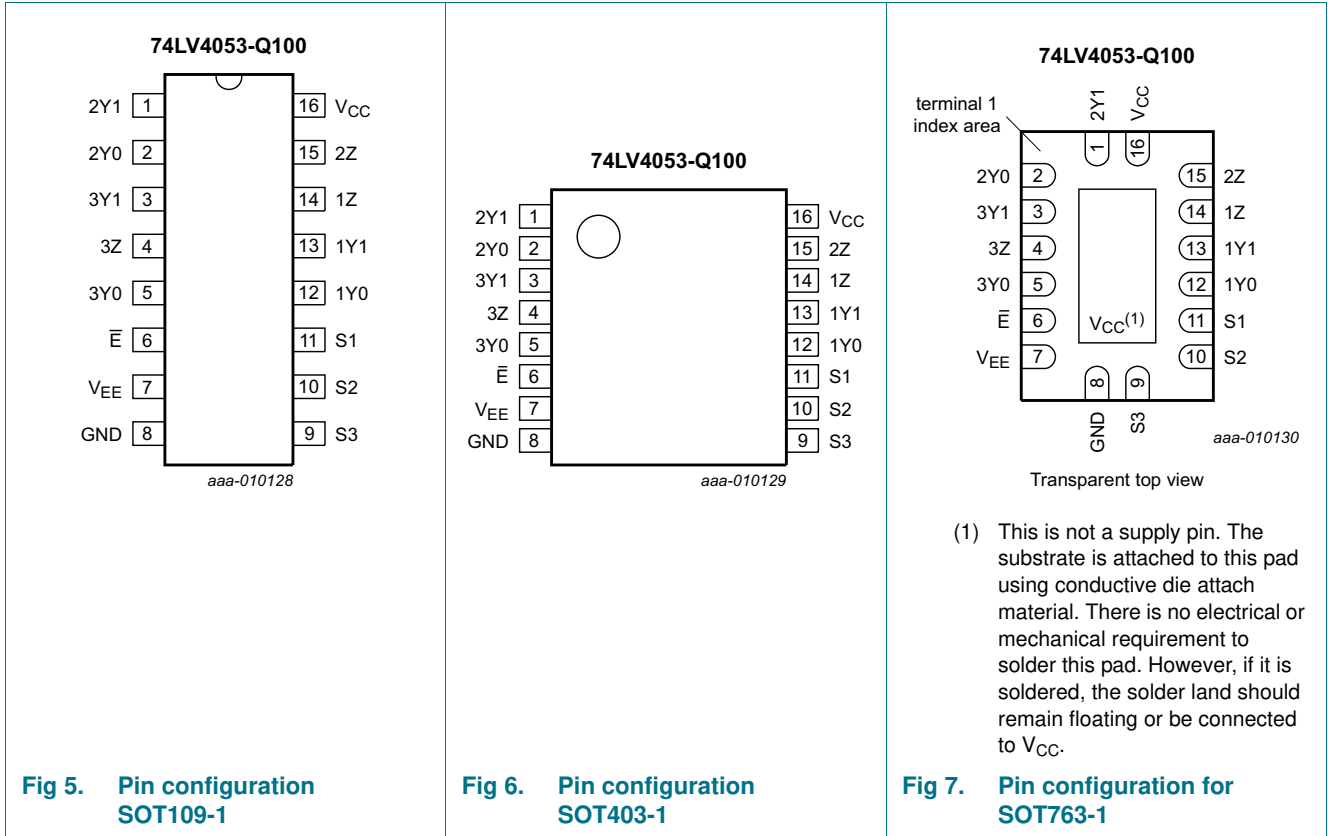 74LV4053-Q100
2Y1 1 16 VCC
2Y0 2 15 2Z
3Y1 3 14 1Z
3Z 4 13 1Y1
3Y0 5 12 1Y0
E̅ 6 11 S1
VEE 7 10 S2
GND 8 9 S3
aaa-010128
Fig 5. Pin configuration
SOT109-1
74LV4053-Q100
2Y1 1 16 VCC
2Y0 2 15 2Z
3Y1 3 14 1Z
3Z 4 13 1Y1
3Y0 5 12 1Y0
E̅ 6 11 S1
VEE 7 10 S2
GND 8 9 S3
aaa-010129
Fig 6. Pin configuration
SOT403-1
74LV4053-Q100
terminal 1
index area
2Y1 VCC
1 16
2Y0 2 15 2Z
3Y1 3 14 1Z
3Z 4 13 1Y1
3Y0 5 12 1Y0
E̅ 6 VCC(1) 11 S1
VEE 7 10 S2
8 9
GND S3
aaa-010130
Transparent top view
(1) This is not a supply pin. The
substrate is attached to this pad
using conductive die attach
material. There is no electrical or
mechanical requirement to
solder this pad. However, if it is
soldered, the solder land should
remain floating or be connected
to VCC.
Fig 7. Pin configuration for
SOT763-1